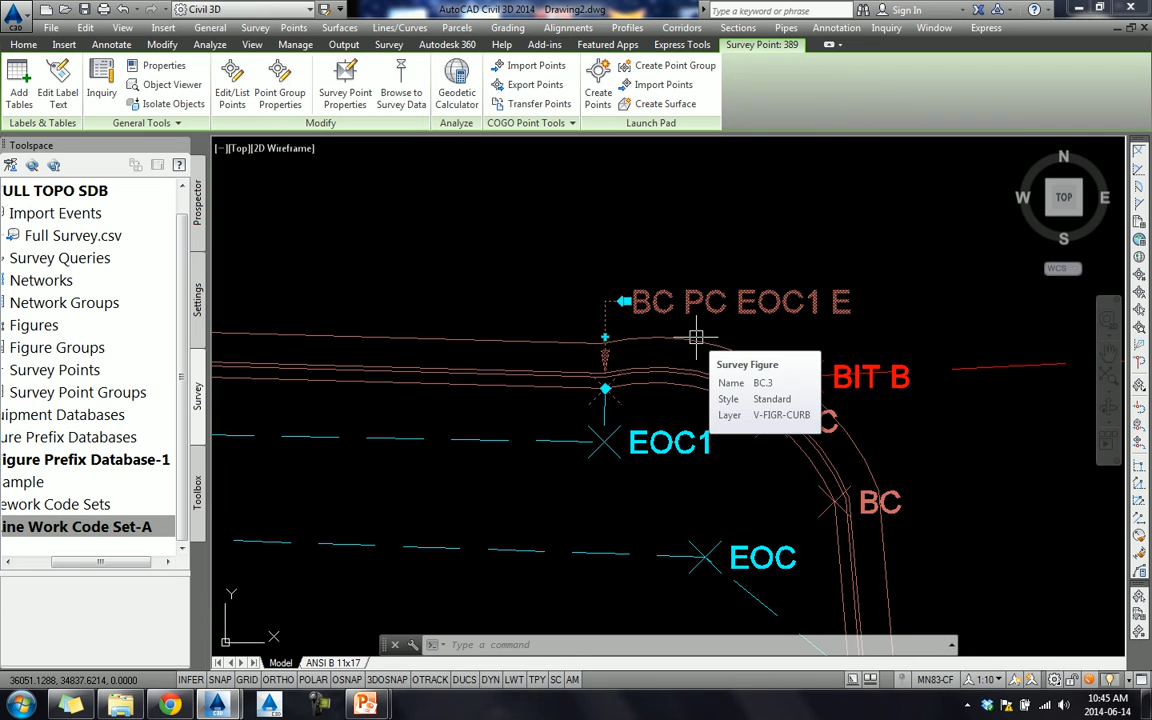 Civil 3D
AutoCAD Civil 3D 2014 Drawing2.dwg
Type a keyword or phrase
Sign In
File Edit View Insert General Survey Points Surfaces Lines/Curves Parcels Grading Alignments Profiles Corridors Sections Pipes Annotate Inquiry Window Express
Home Insert Annotate Modify Analyze View Manage Output Survey Autodesk 360 Help Add-ins Featured Apps Express Tools Survey Point: 389
Add Tables
Edit Label Text
Inquiry
Properties
Object Viewer
Isolate Objects
Edit/List Points
Point Group Properties
Survey Point Properties
Browse to Survey Data
Geodetic Calculator
Import Points
Export Points
Transfer Points
Create Points
Create Point Group
Import Points
Create Surface
Labels & Tables
General Tools
Modify
Analyze
COGO Point Tools
Launch Pad
Toolspace
[−][Top][2D Wireframe]
ULL TOPO SDB
Import Events
Full Survey.csv
Survey Queries
Networks
Network Groups
Figures
Figure Groups
Survey Points
Survey Point Groups
uipment Databases
ure Prefix Databases
igure Prefix Database-1
ample
ework Code Sets
ine Work Code Set-A
Prospector
Settings
Survey
Toolbox
N
W
TOP
E
S
WCS
BC PC EOC1 E
Survey Figure
Name BC.3
Style Standard
Layer V-FIGR-CURB
BIT B
C
EOC1
BC
EOC
Y
X
Type a command
Model
ANSI B 11x17
36051.1288, 34837.6214, 0.0000
INFER SNAP GRID ORTHO POLAR OSNAP 3DOSNAP OTRACK DUCS DYN LWT TPY SC AM
MN83-CF
1:10
10:45 AM
2014-06-14